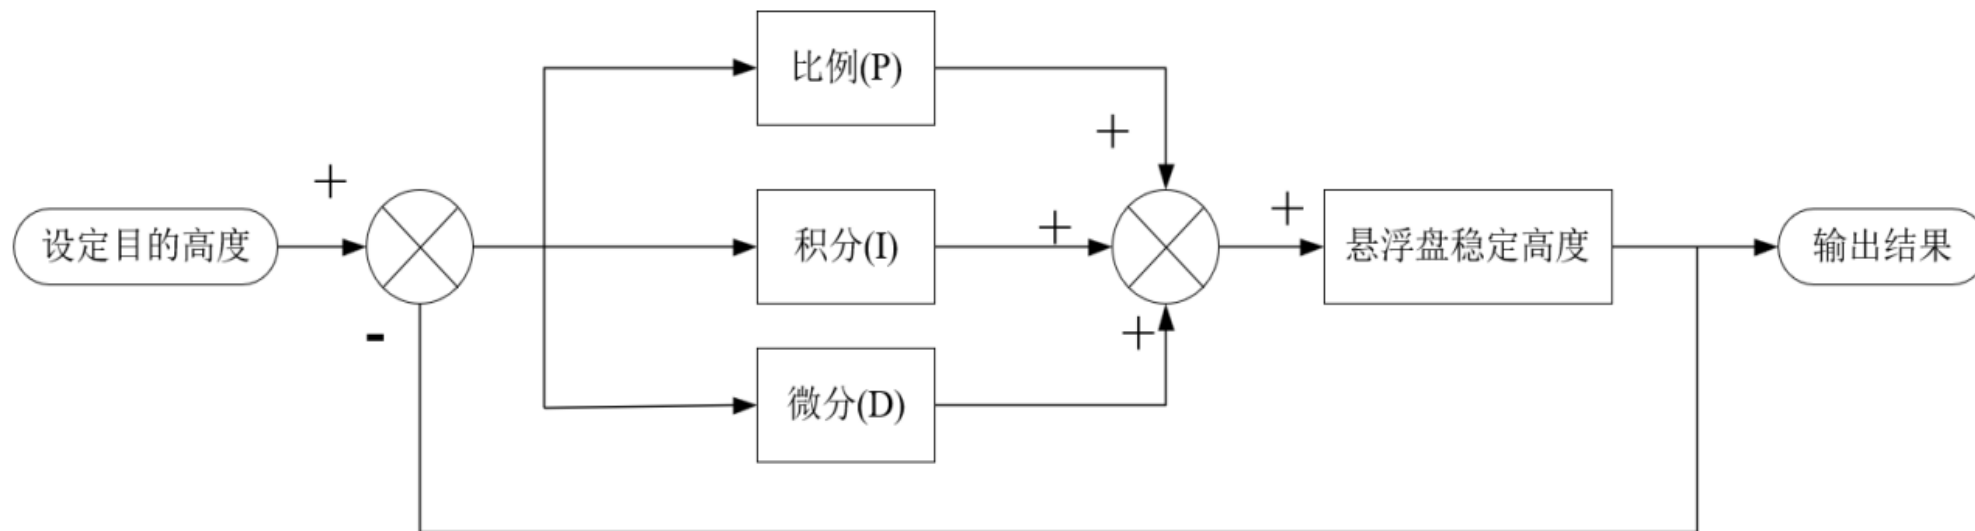 比例(P)
+
+
设定目的高度
积分(I)
+
+
悬浮盘稳定高度
输出结果
-
+
微分(D)